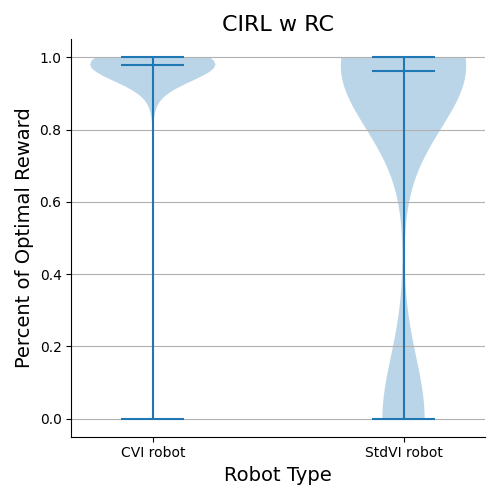 CIRL w RC
Percent of Optimal Reward
1.0
0.8
0.6
0.4
0.2
0.0
CVI robot
StdVI robot
Robot Type